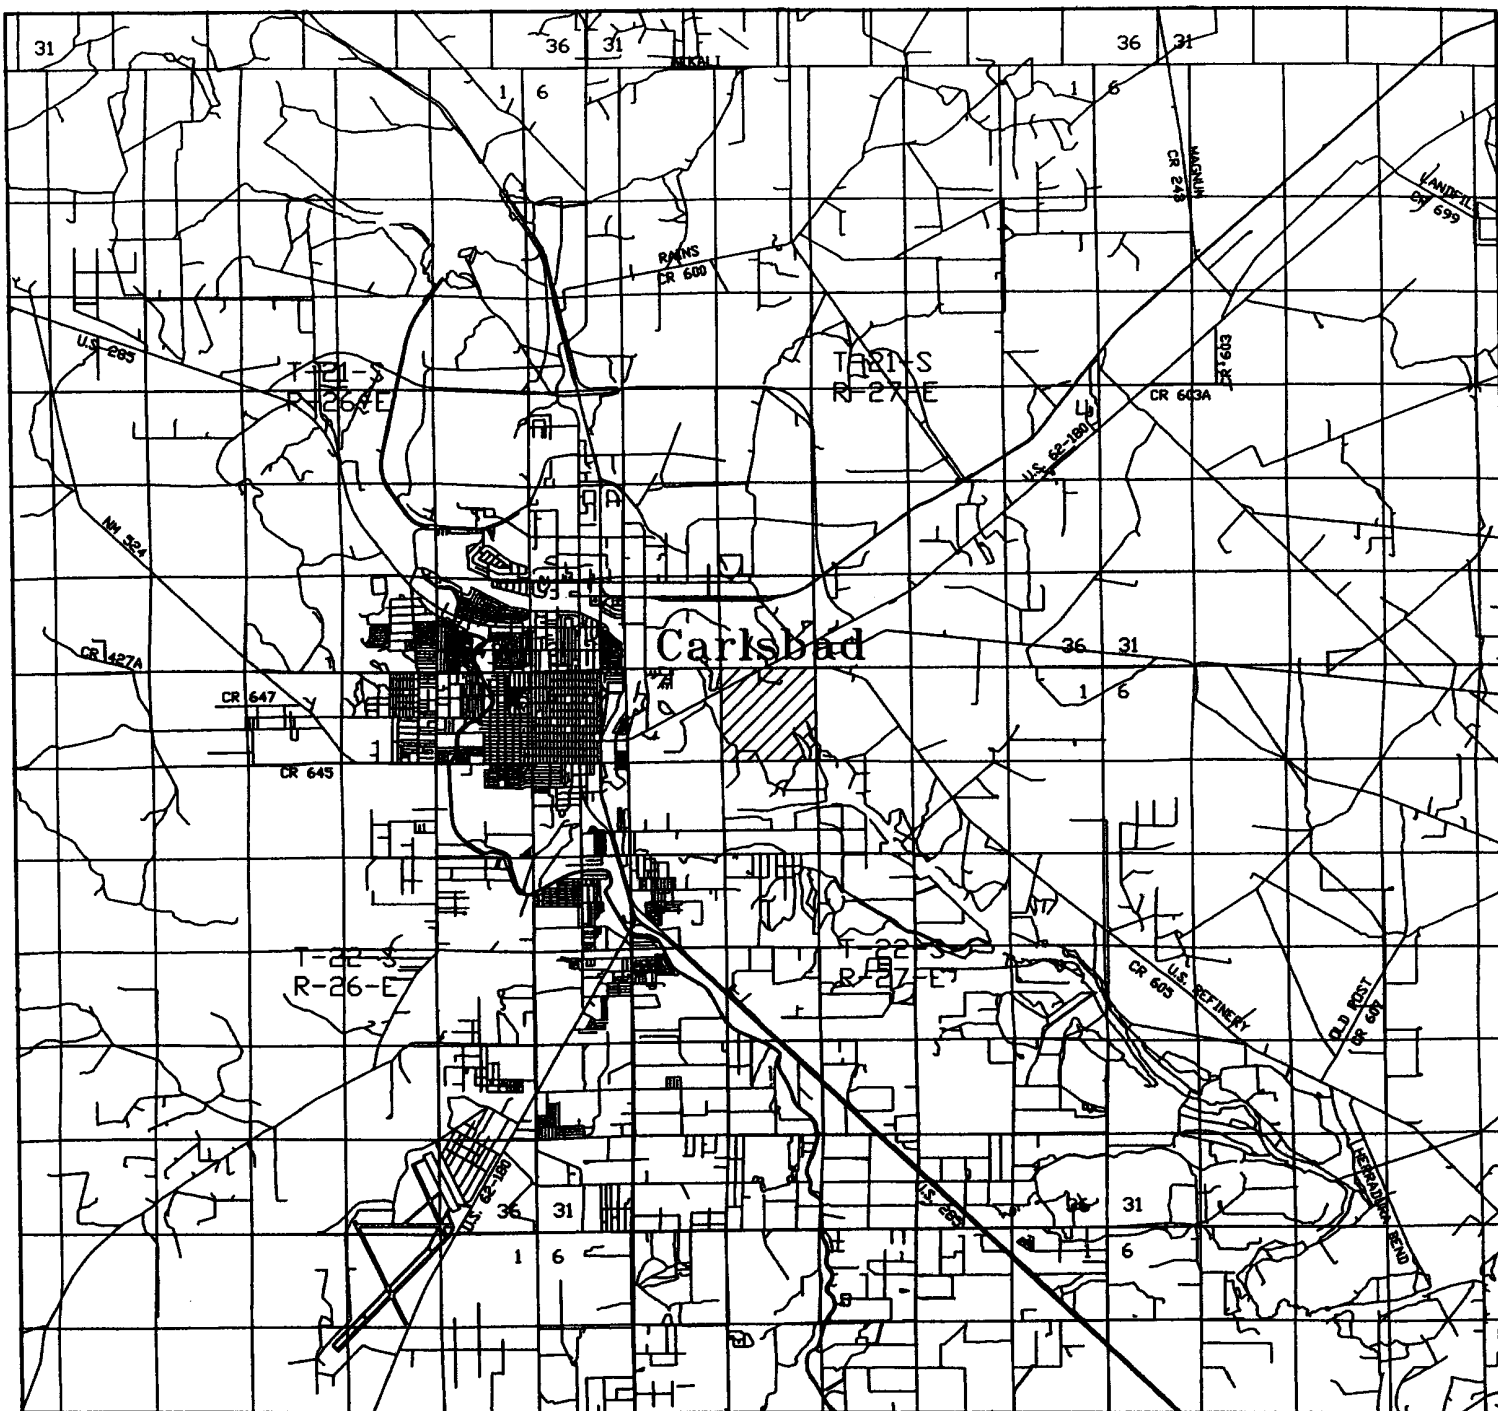 31
36 31
36 31
ALKALI
1 6
1 6
MAGNUM
CR 243
LANDFILL
CR 699
RAINS
CR 600
U.S. 285
T-21-S
R-26-E
T-21-S
R-27-E
CR 603
CR 603A
U.S. 62-180
NM 524
Carlsbad
36 31
CR 427A
1 6
CR 647
CR 645
T-22-S
R-26-E
T-22-S
R-27-E
CR 605
U.S. REFINERY
OLD POST
CR 607
U.S. 62-180
36 31
U.S. 285
36 31
HERRADURA BEND
1 6
1 6